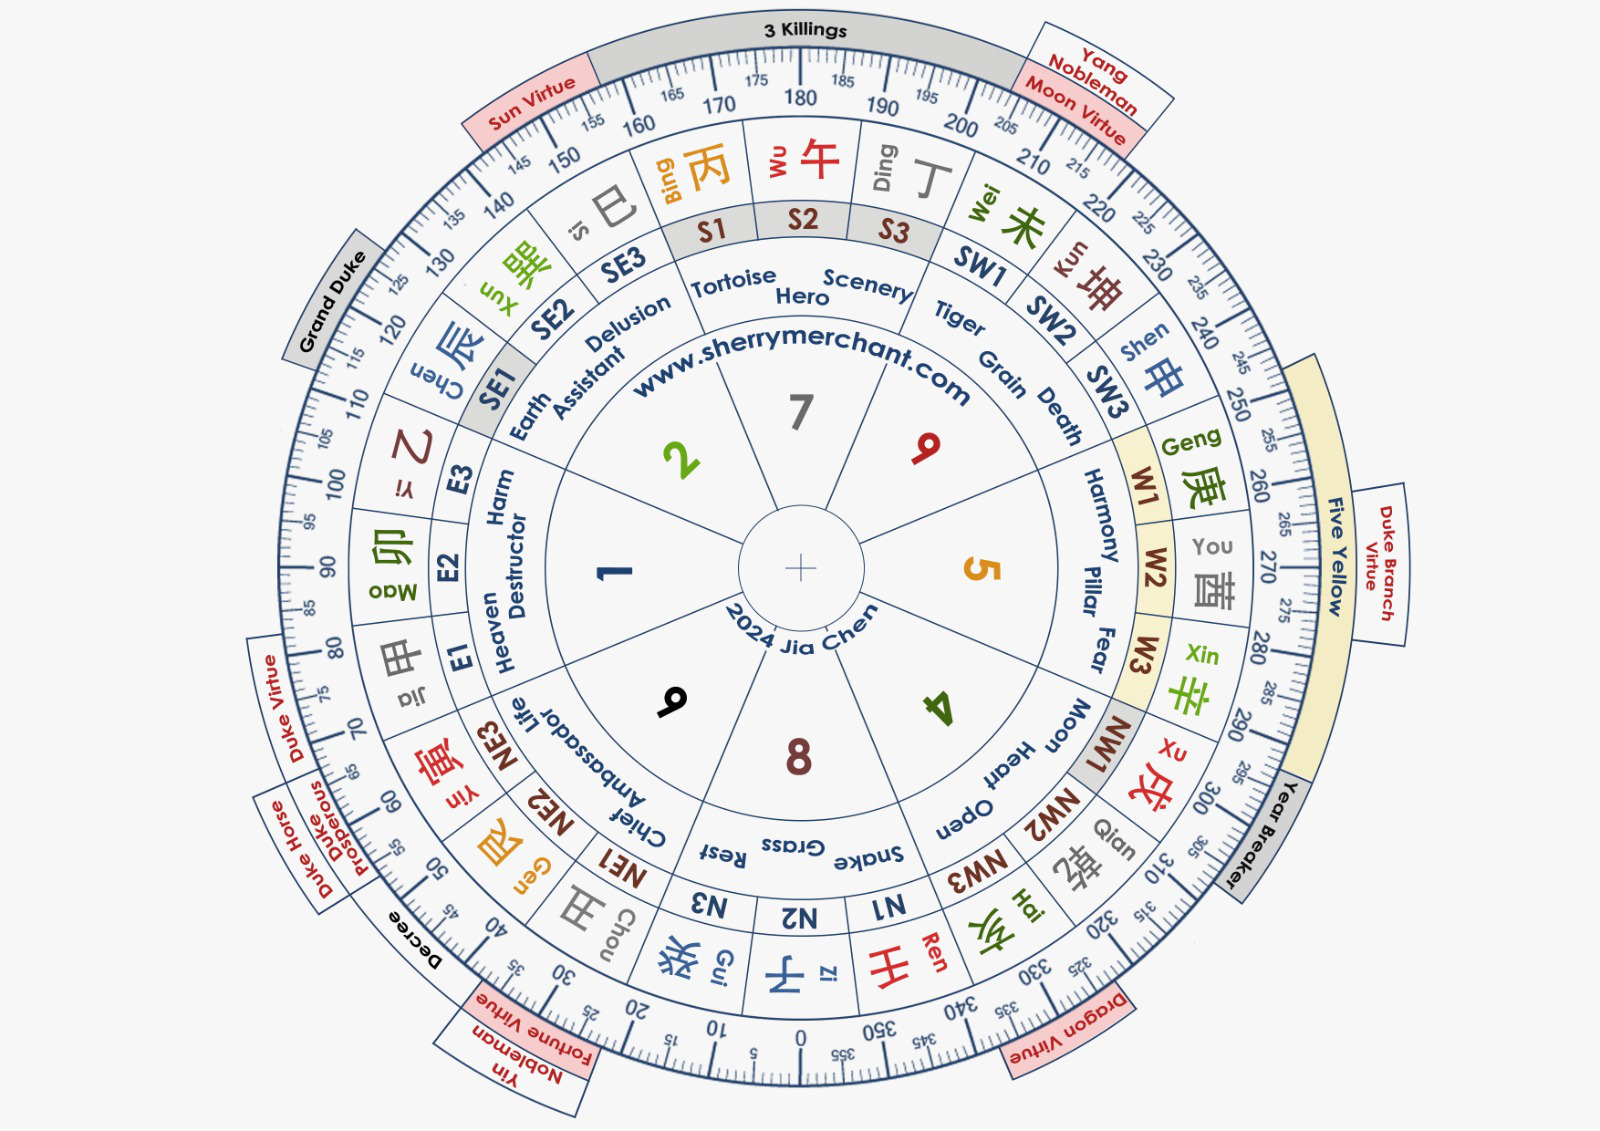 3 Killings
Yang
Nobleman
Moon Virtue
Five Yellow
Duke Branch
Virtue
Year Breaker
Dragon Virtue
Fortune Virtue
Yin
Nobleman
Decree
Duke Horse
Duke
Prosperous
Duke Virtue
Grand Duke
Sun Virtue
180
185
190
195
200
205
210
215
220
225
230
235
240
245
250
255
260
265
270
275
280
285
290
295
300
305
310
315
320
325
330
335
340
345
350
355
0
5
10
15
20
25
30
35
40
45
50
55
60
65
70
75
80
85
90
95
100
105
110
115
120
125
130
135
140
145
150
155
160
165
170
175
Bing 丙
Wu 午
Ding 丁
Wei 未
Kun 坤
Shen 申
Geng 庚
You 酉
Xin 辛
Xu 戌
Qian 乾
Hai 亥
Ren 壬
Zi 子
Gui 癸
Chou 丑
Gen 艮
Yin 寅
Jia 甲
Mao 卯
Yi 乙
Chen 辰
Xun 巽
Si 巳
S1
S2
S3
SW1
SW2
SW3
W1
W2
W3
NW1
NW2
NW3
N1
N2
N3
NE1
NE2
NE3
E1
E2
E3
SE1
SE2
SE3
Tortoise
Hero
Scenery
Tiger
Grain
Death
Harmony
Pillar
Fear
Moon
Heart
Open
Snake
Grass
Rest
Chief
Ambassador
Life
Heaven
Destructor
Harm
Earth
Assistant
Delusion
www.sherrymerchant.com
7
9
5
4
8
6
1
2
2024 Jia Chen